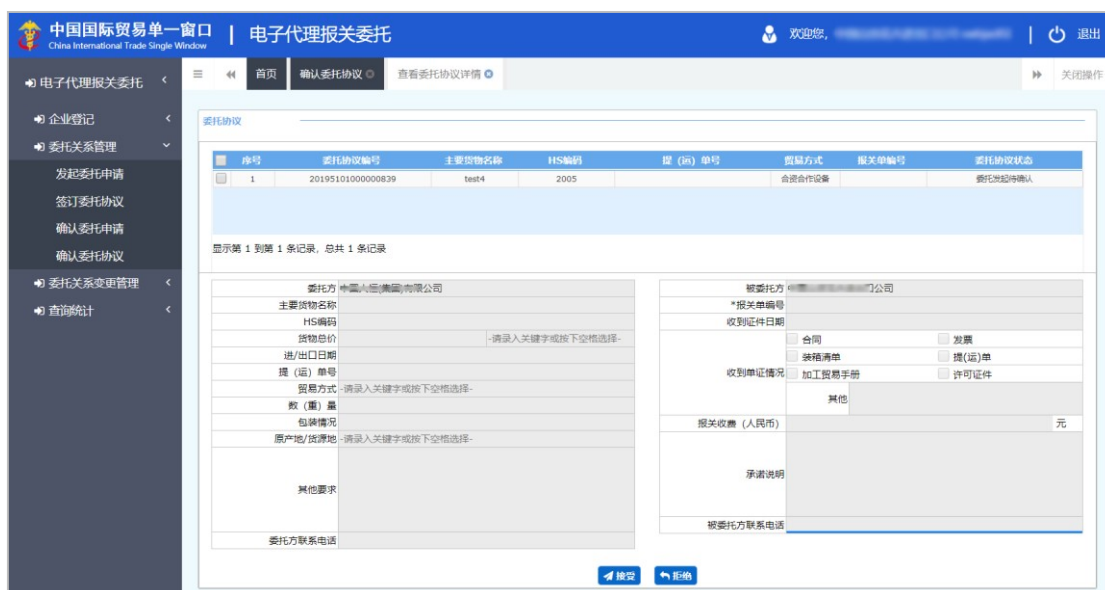 中国国际贸易单一窗口 | 电子代理报关委托 欢迎您, | 退出
China International Trade Single Window
电子代理报关委托 首页 确认委托协议 查看委托协议详情 关闭操作
企业登记
委托关系管理
发起委托申请
签订委托协议
确认委托申请
确认委托协议
委托关系变更管理
查询统计
委托协议
序号 委托协议编号 主要货物名称 HS编码 提(运)单号 贸易方式 报关单编号 委托协议状态
1 20195101000000839 test4 2005 合资合作设备 委托发起待确认
显示第 1 到第 1 条记录, 总共 1 条记录
委托方 有限公司 被委托方 公司
主要货物名称 *报关单编号
HS编码 收到证件日期
货物总价 -请录入关键字或按下空格选择- 合同 发票
进/出口日期 装箱清单 提(运)单
提(运)单号 收到单证情况 加工贸易手册 许可证件
贸易方式 -请录入关键字或按下空格选择-
数(重)量 其他
包装情况 报关收费(人民币) 元
原产地/货源地 -请录入关键字或按下空格选择-
其他要求 承诺说明
被委托方联系电话
委托方联系电话
接受 拒绝